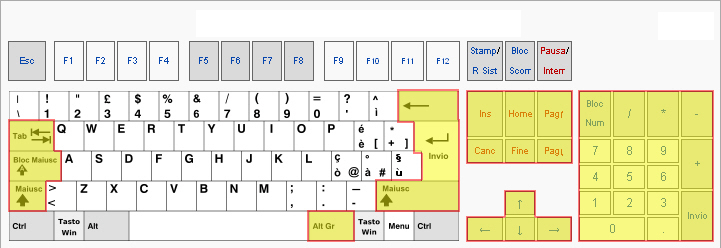 Esc F1 F2 F3 F4 F5 F6 F7 F8 F9 F10 F11 F12 Stamp/ Bloc Pausa/
R Sist Scorr Interr
| ! " £ $ % & / ( ) = ? ^ ←
\ 1 2 3 4 5 6 7 8 9 0 ' ì
Tab Q W E R T Y U I O P é *
è [ + ]
Bloc Maiusc A S D F G H J K L ç ° § Invio
ò @ à # ù
Maiusc > Z X C V B N M ; : _ Maiusc
< , . -
Ctrl Tasto Alt Alt Gr Tasto Menu Ctrl
Win Win
Ins Home Pag↑
Canc Fine Pag↓
↑
← ↓ →
Bloc / * -
Num
7 8 9 +
4 5 6
1 2 3 Invio
0 .